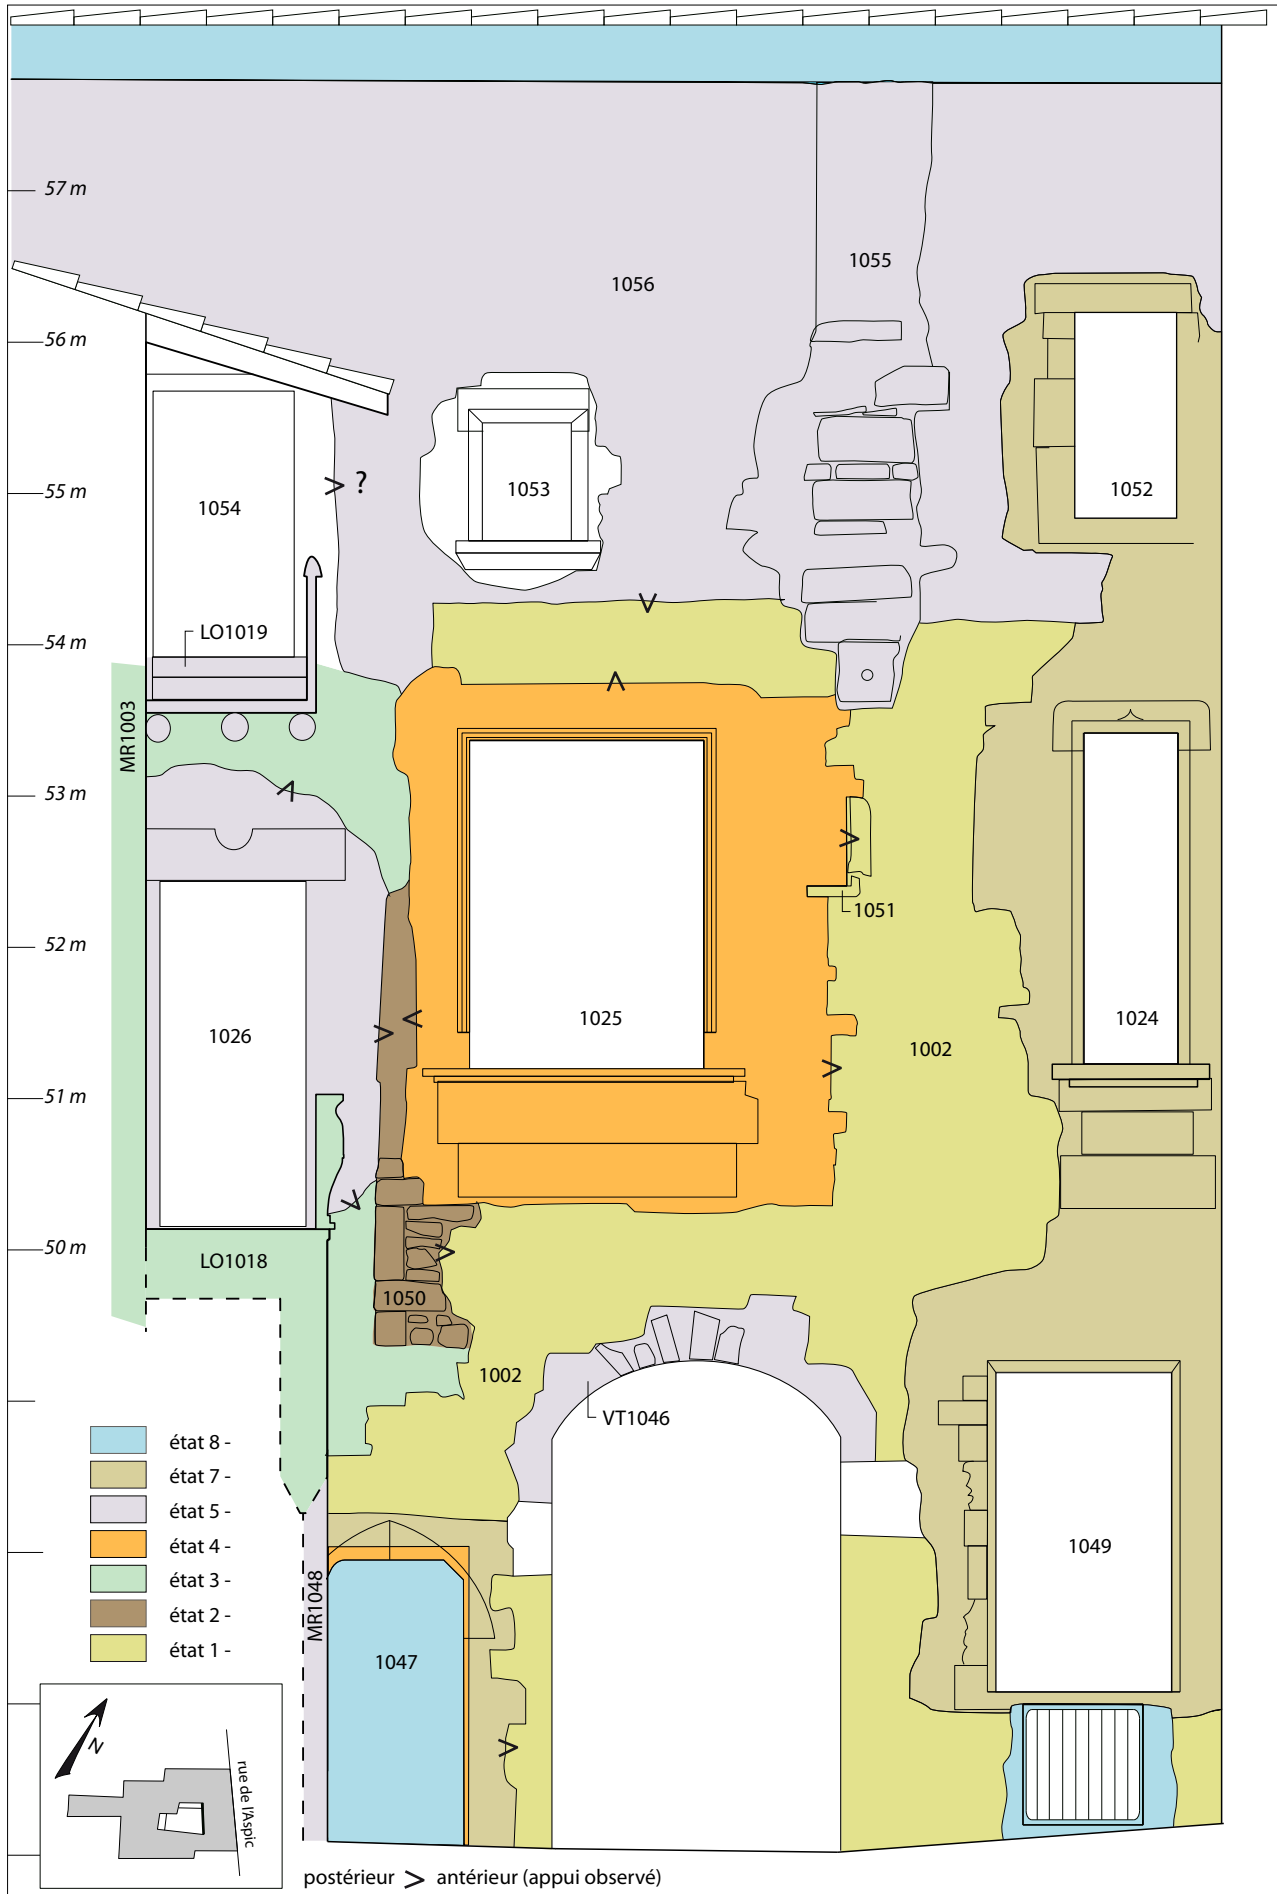 57 m
1055
1056
56 m
55 m
1054
> ?
1053
1052
>
LO1019
54 m
>
MR1003
53 m
>
>
1051
52 m
1026
> <
1025
1002
1024
>
51 m
>
50 m
LO1018
>
1050
1002
VT1046
état 8 -
état 7 -
état 5 -
état 4 -
état 3 -
état 2 -
état 1 -
MR1048
1047
1049
>
N
rue de l'Aspic
postérieur > antérieur (appui observé)